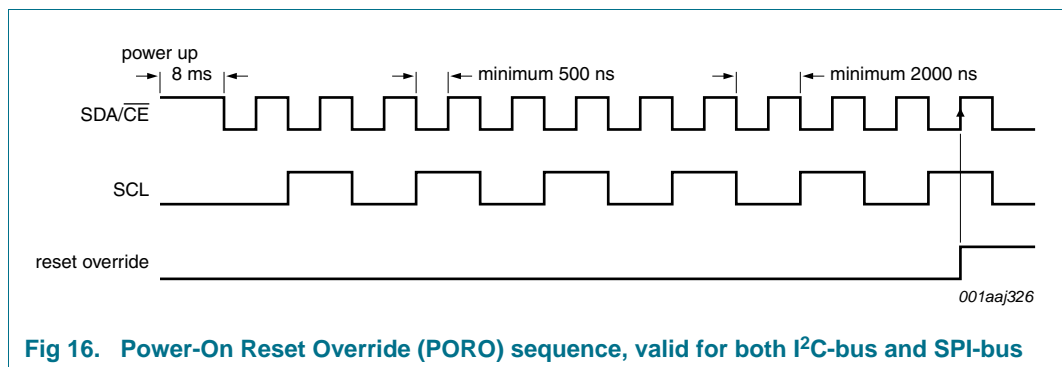 power up
8 ms
minimum 500 ns
minimum 2000 ns
SDA/CE
SCL
reset override
001aaj326
Fig 16. Power-On Reset Override (PORO) sequence, valid for both I²C-bus and SPI-bus